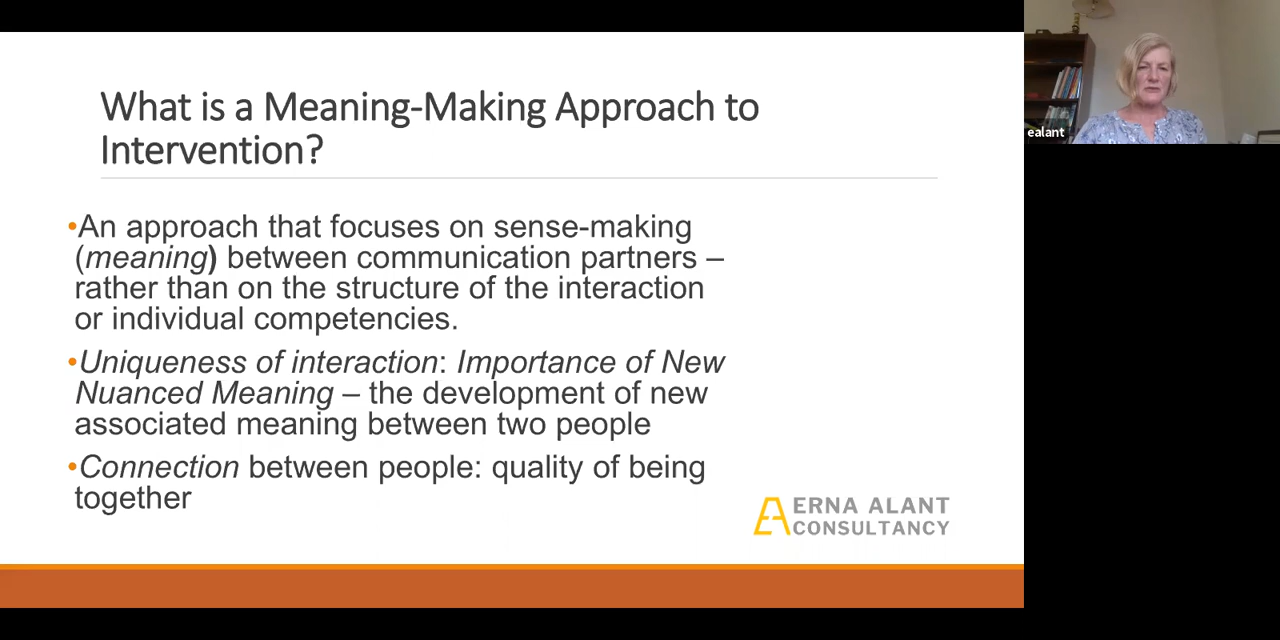 What is a Meaning-Making Approach to
Intervention?
•An approach that focuses on sense-making
(meaning) between communication partners –
rather than on the structure of the interaction
or individual competencies.
•Uniqueness of interaction: Importance of New
Nuanced Meaning – the development of new
associated meaning between two people
•Connection between people: quality of being
together
EA ERNA ALANT
CONSULTANCY
ealant